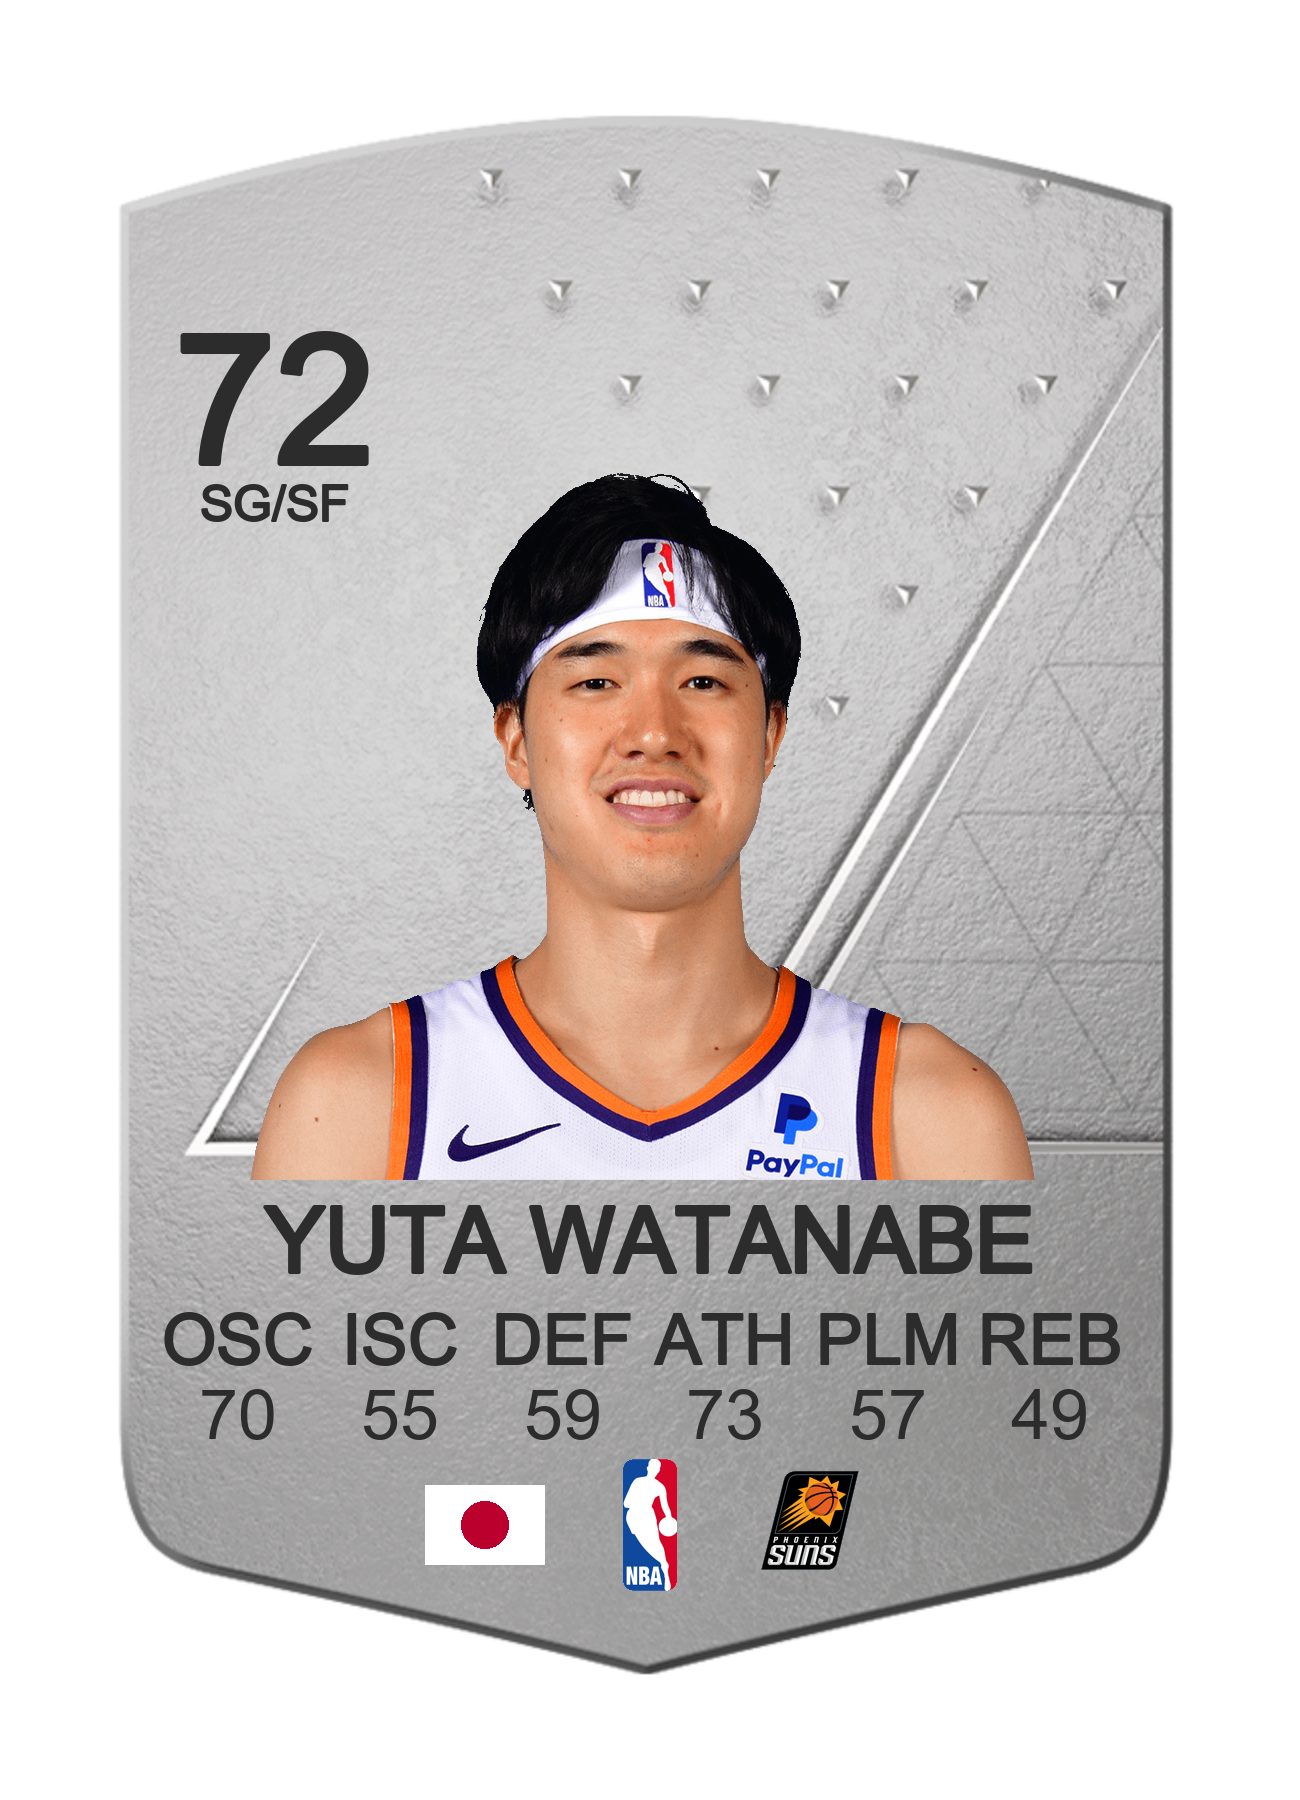 72
SG/SF
NBA
PayPal
YUTA WATANABE
OSC ISC DEF ATH PLM REB
70 55 59 73 57 49
NBA
PHOENIX
SUNS